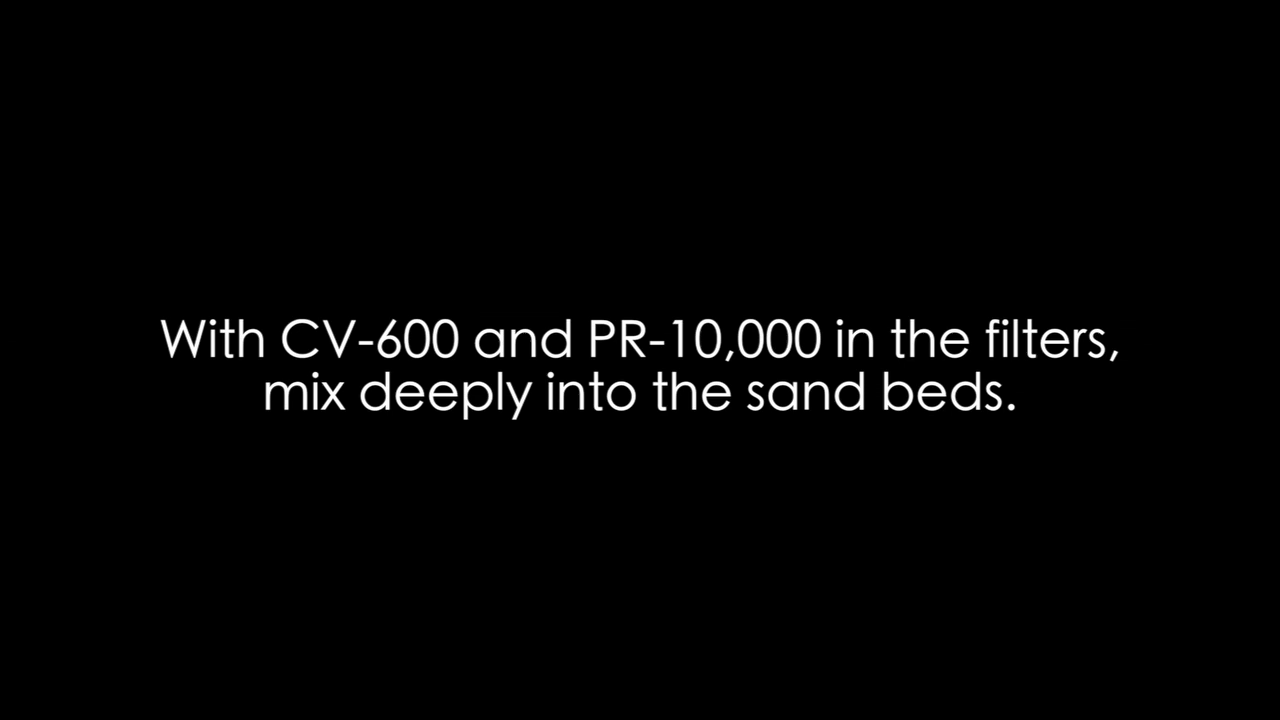 With CV-600 and PR-10,000 in the filters,
mix deeply into the sand beds.